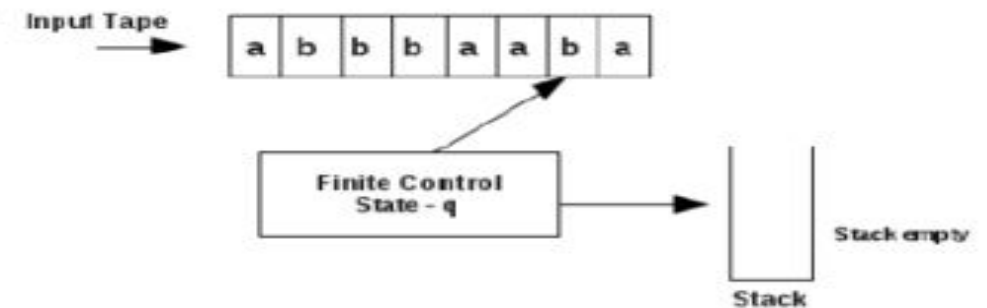 Input Tape
a b b b a a b a
Finite Control
State - q
Stack empty
Stack